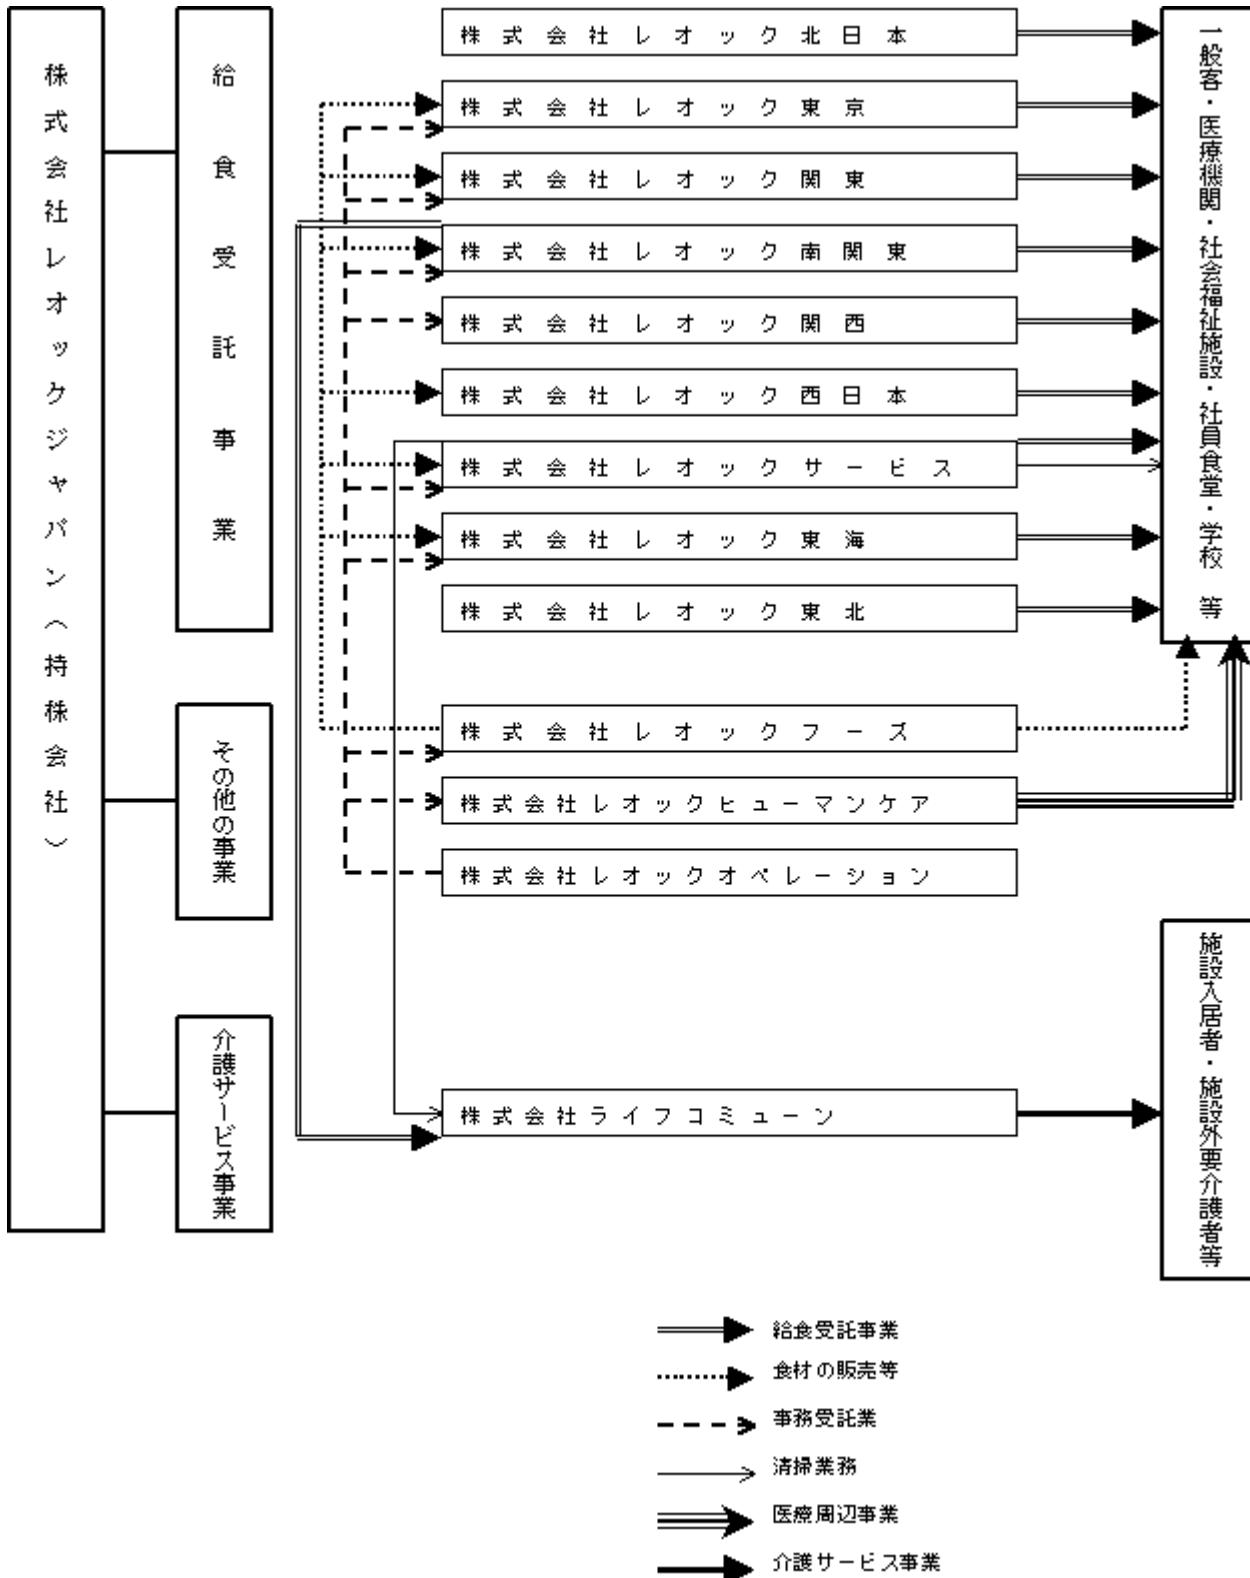 株式会社レオックジャパン（持株会社）
給食受託事業
その他の事業
介護サービス事業
株式会社レオック北日本
株式会社レオック東京
株式会社レオック関東
株式会社レオック南関東
株式会社レオック関西
株式会社レオック西日本
株式会社レオックサービス
株式会社レオック東海
株式会社レオック東北
株式会社レオックフーズ
株式会社レオックヒューマンケア
株式会社レオックオペレーション
株式会社ライフコミューン
一般客・医療機関・社会福祉施設・社員食堂・学校 等
施設入居者・施設外要介護者等
給食受託事業
食材の販売等
事務受託業
清掃業務
医療周辺事業
介護サービス事業